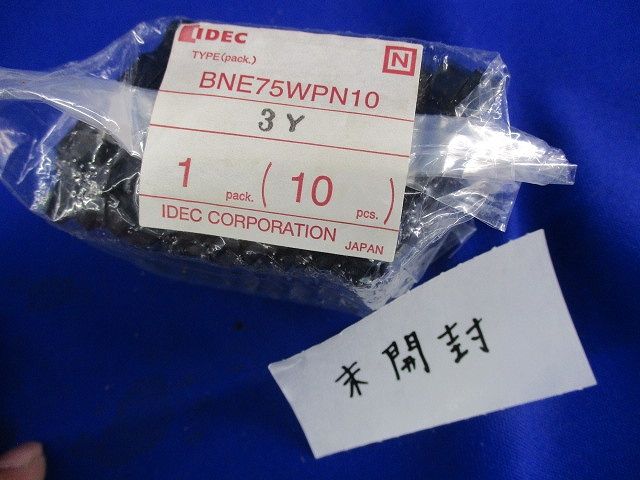 IDEC
N
TYPE(pack.)
BNE75WPN10
3Y
1 pack. ( 10 pcs. )
IDEC CORPORATION
JAPAN
未開封